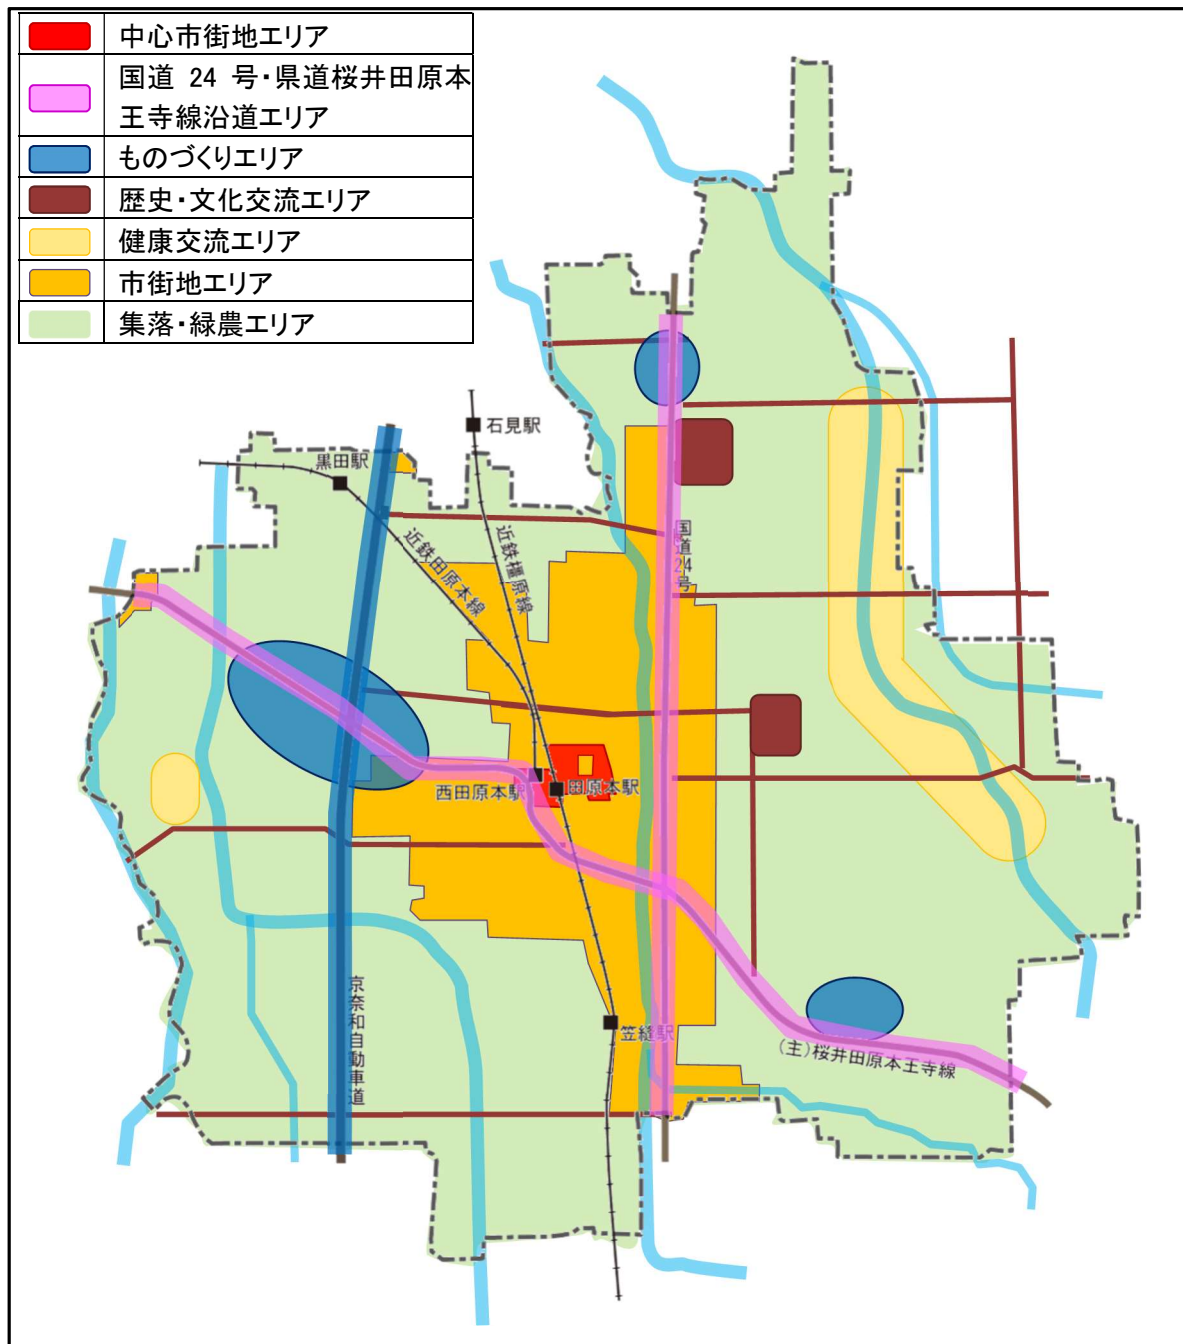 中心市街地エリア
国道 24 号・県道桜井田原本
王寺線沿道エリア
ものづくりエリア
歴史・文化交流エリア
健康交流エリア
市街地エリア
集落・緑農エリア
石見駅
黒田駅
近鉄田原本線
近鉄橿原線
国道24号
西田原本駅
田原本駅
京奈和自動車道
笠縫駅
(主)桜井田原本王寺線